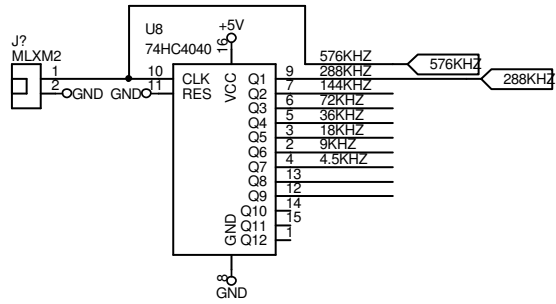 J?
MLXM2
1
2
GND
GND
U8
74HC4040
+5V
16
10
11
CLK
RES
VCC
GND
8
GND
Q1 9 288KHZ
Q2 7 144KHZ
Q3 6 72KHZ
Q4 5 36KHZ
Q5 3 18KHZ
Q6 2 9KHZ
Q7 4 4.5KHZ
Q8 13
Q9 12
Q10 14
Q11 15
Q12 1
576KHZ
576KHZ
288KHZ